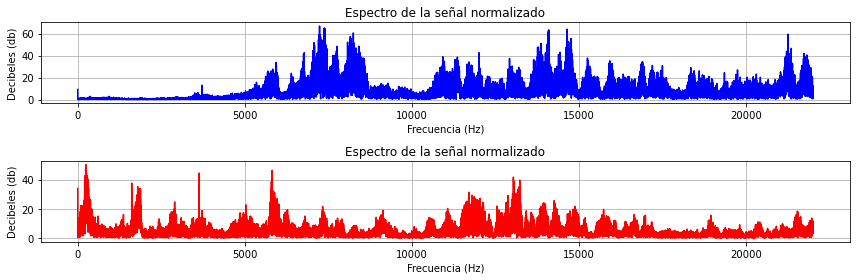 Espectro de la señal normalizado
Decibeles (db)
60
40
20
0
0 5000 10000 15000 20000
Frecuencia (Hz)
Espectro de la señal normalizado
Decibeles (db)
40
20
0
0 5000 10000 15000 20000
Frecuencia (Hz)